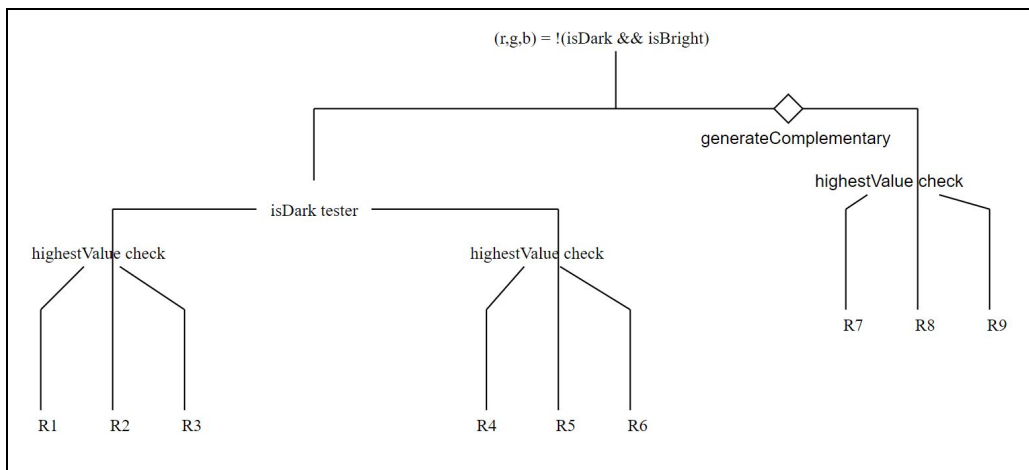 (r,g,b) = !(isDark && isBright)
generateComplementary
highestValue check
isDark tester
highestValue check
highestValue check
R7
R8
R9
R1
R2
R3
R4
R5
R6